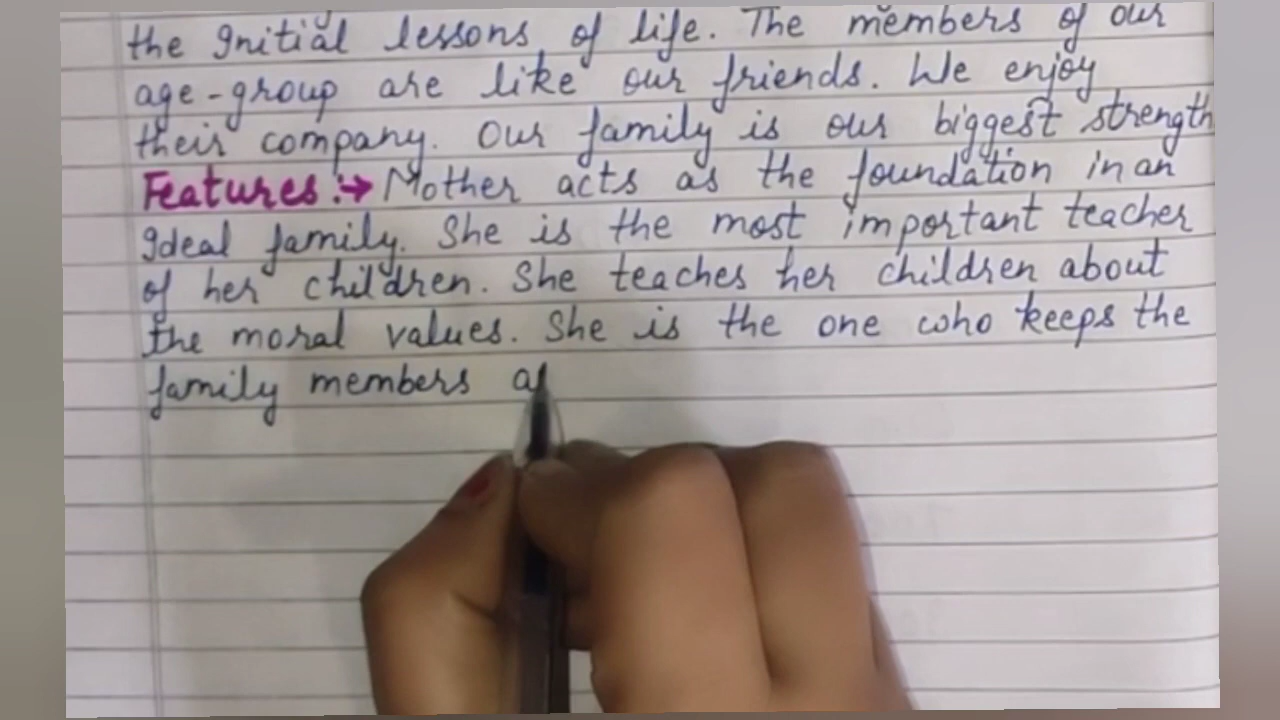 the Initial lessons of life. The members of our
age-group are like our friends. We enjoy
their company. Our family is our biggest strength
Features :→ Mother acts as the foundation in an
Ideal family. She is the most important teacher
of her children. She teaches her children about
the moral values. She is the one who keeps the
family members